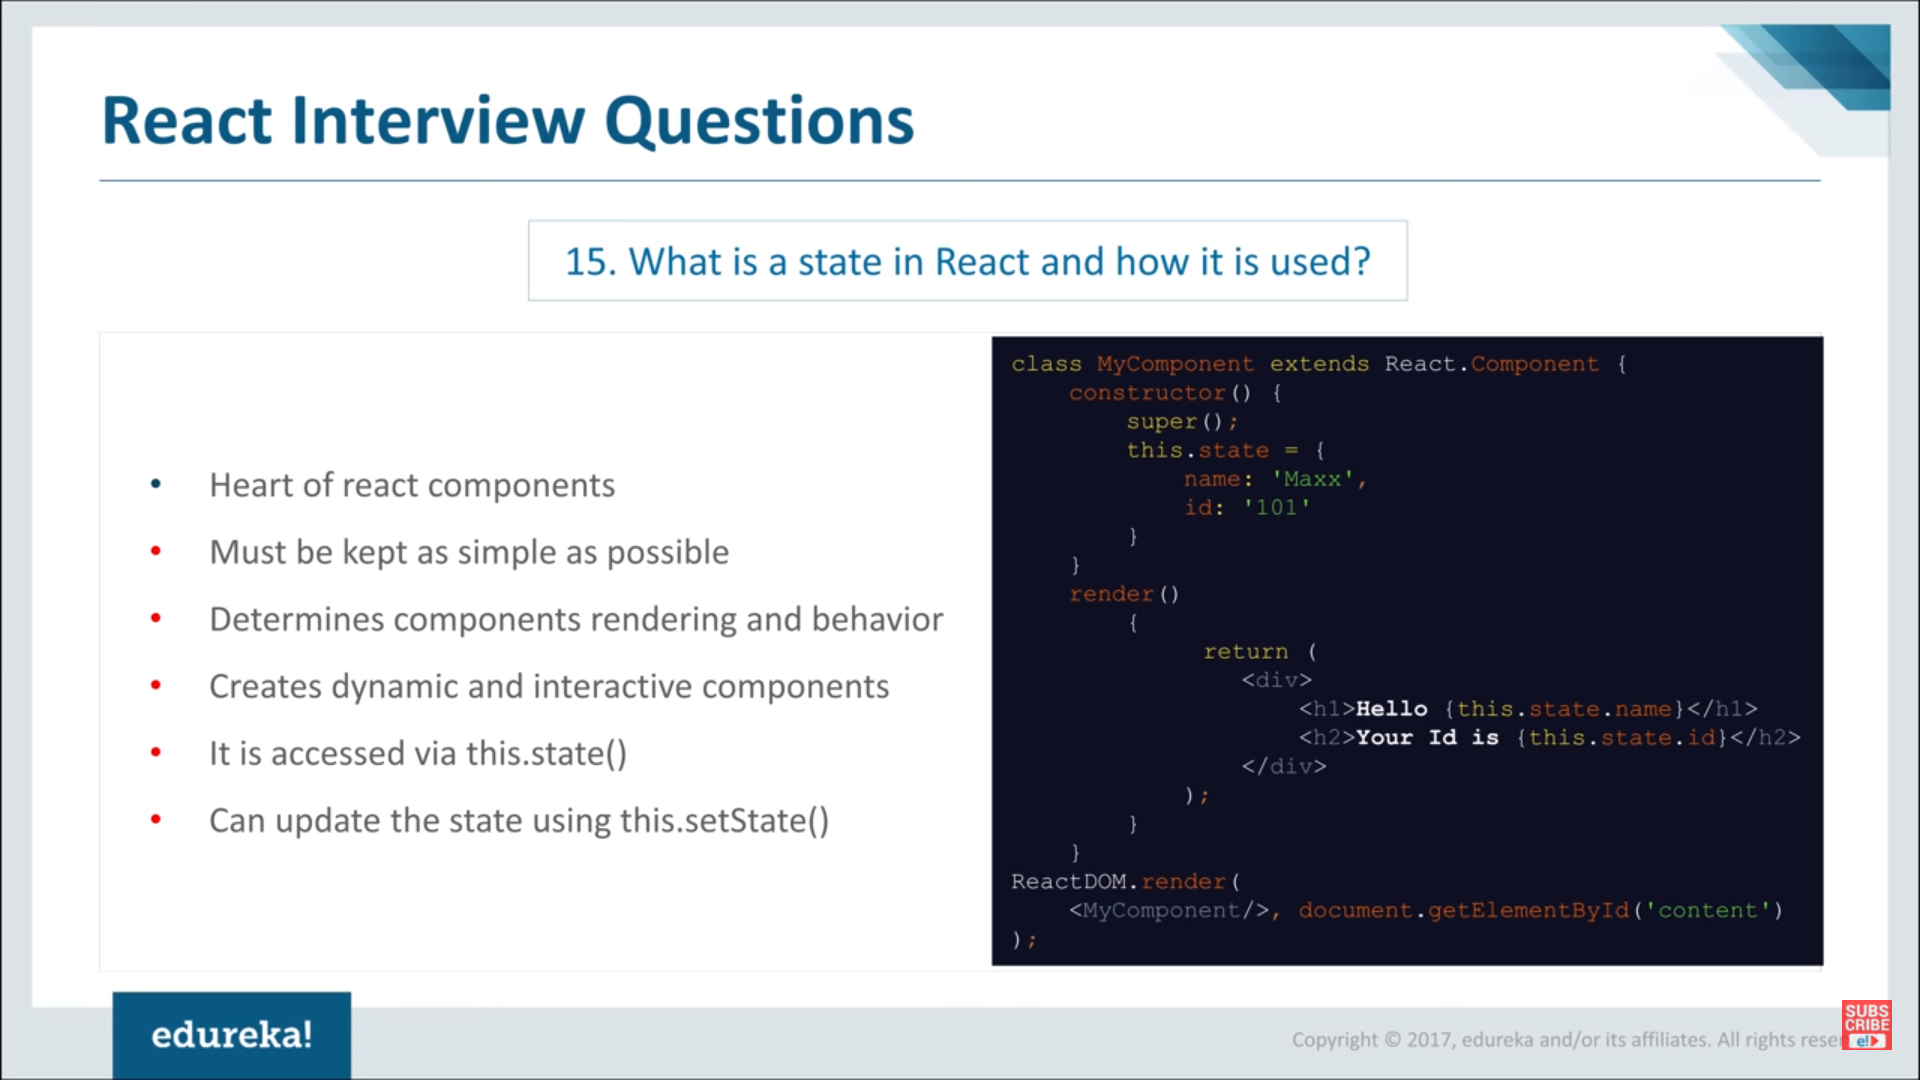 React Interview Questions
15. What is a state in React and how it is used?
• Heart of react components
• Must be kept as simple as possible
• Determines components rendering and behavior
• Creates dynamic and interactive components
• It is accessed via this.state()
• Can update the state using this.setState()
class MyComponent extends React.Component {
    constructor() {
        super();
        this.state = {
            name: 'Maxx',
            id: '101'
        }
    }
    render()
        {
            return (
                <div>
                    <h1>Hello {this.state.name}</h1>
                    <h2>Your Id is {this.state.id}</h2>
                </div>
            );
        }
    }
ReactDOM.render(
    <MyComponent/>, document.getElementById('content')
);
edureka!
Copyright © 2017, edureka and/or its affiliates. All rights
SUBS
CRIBE
e!